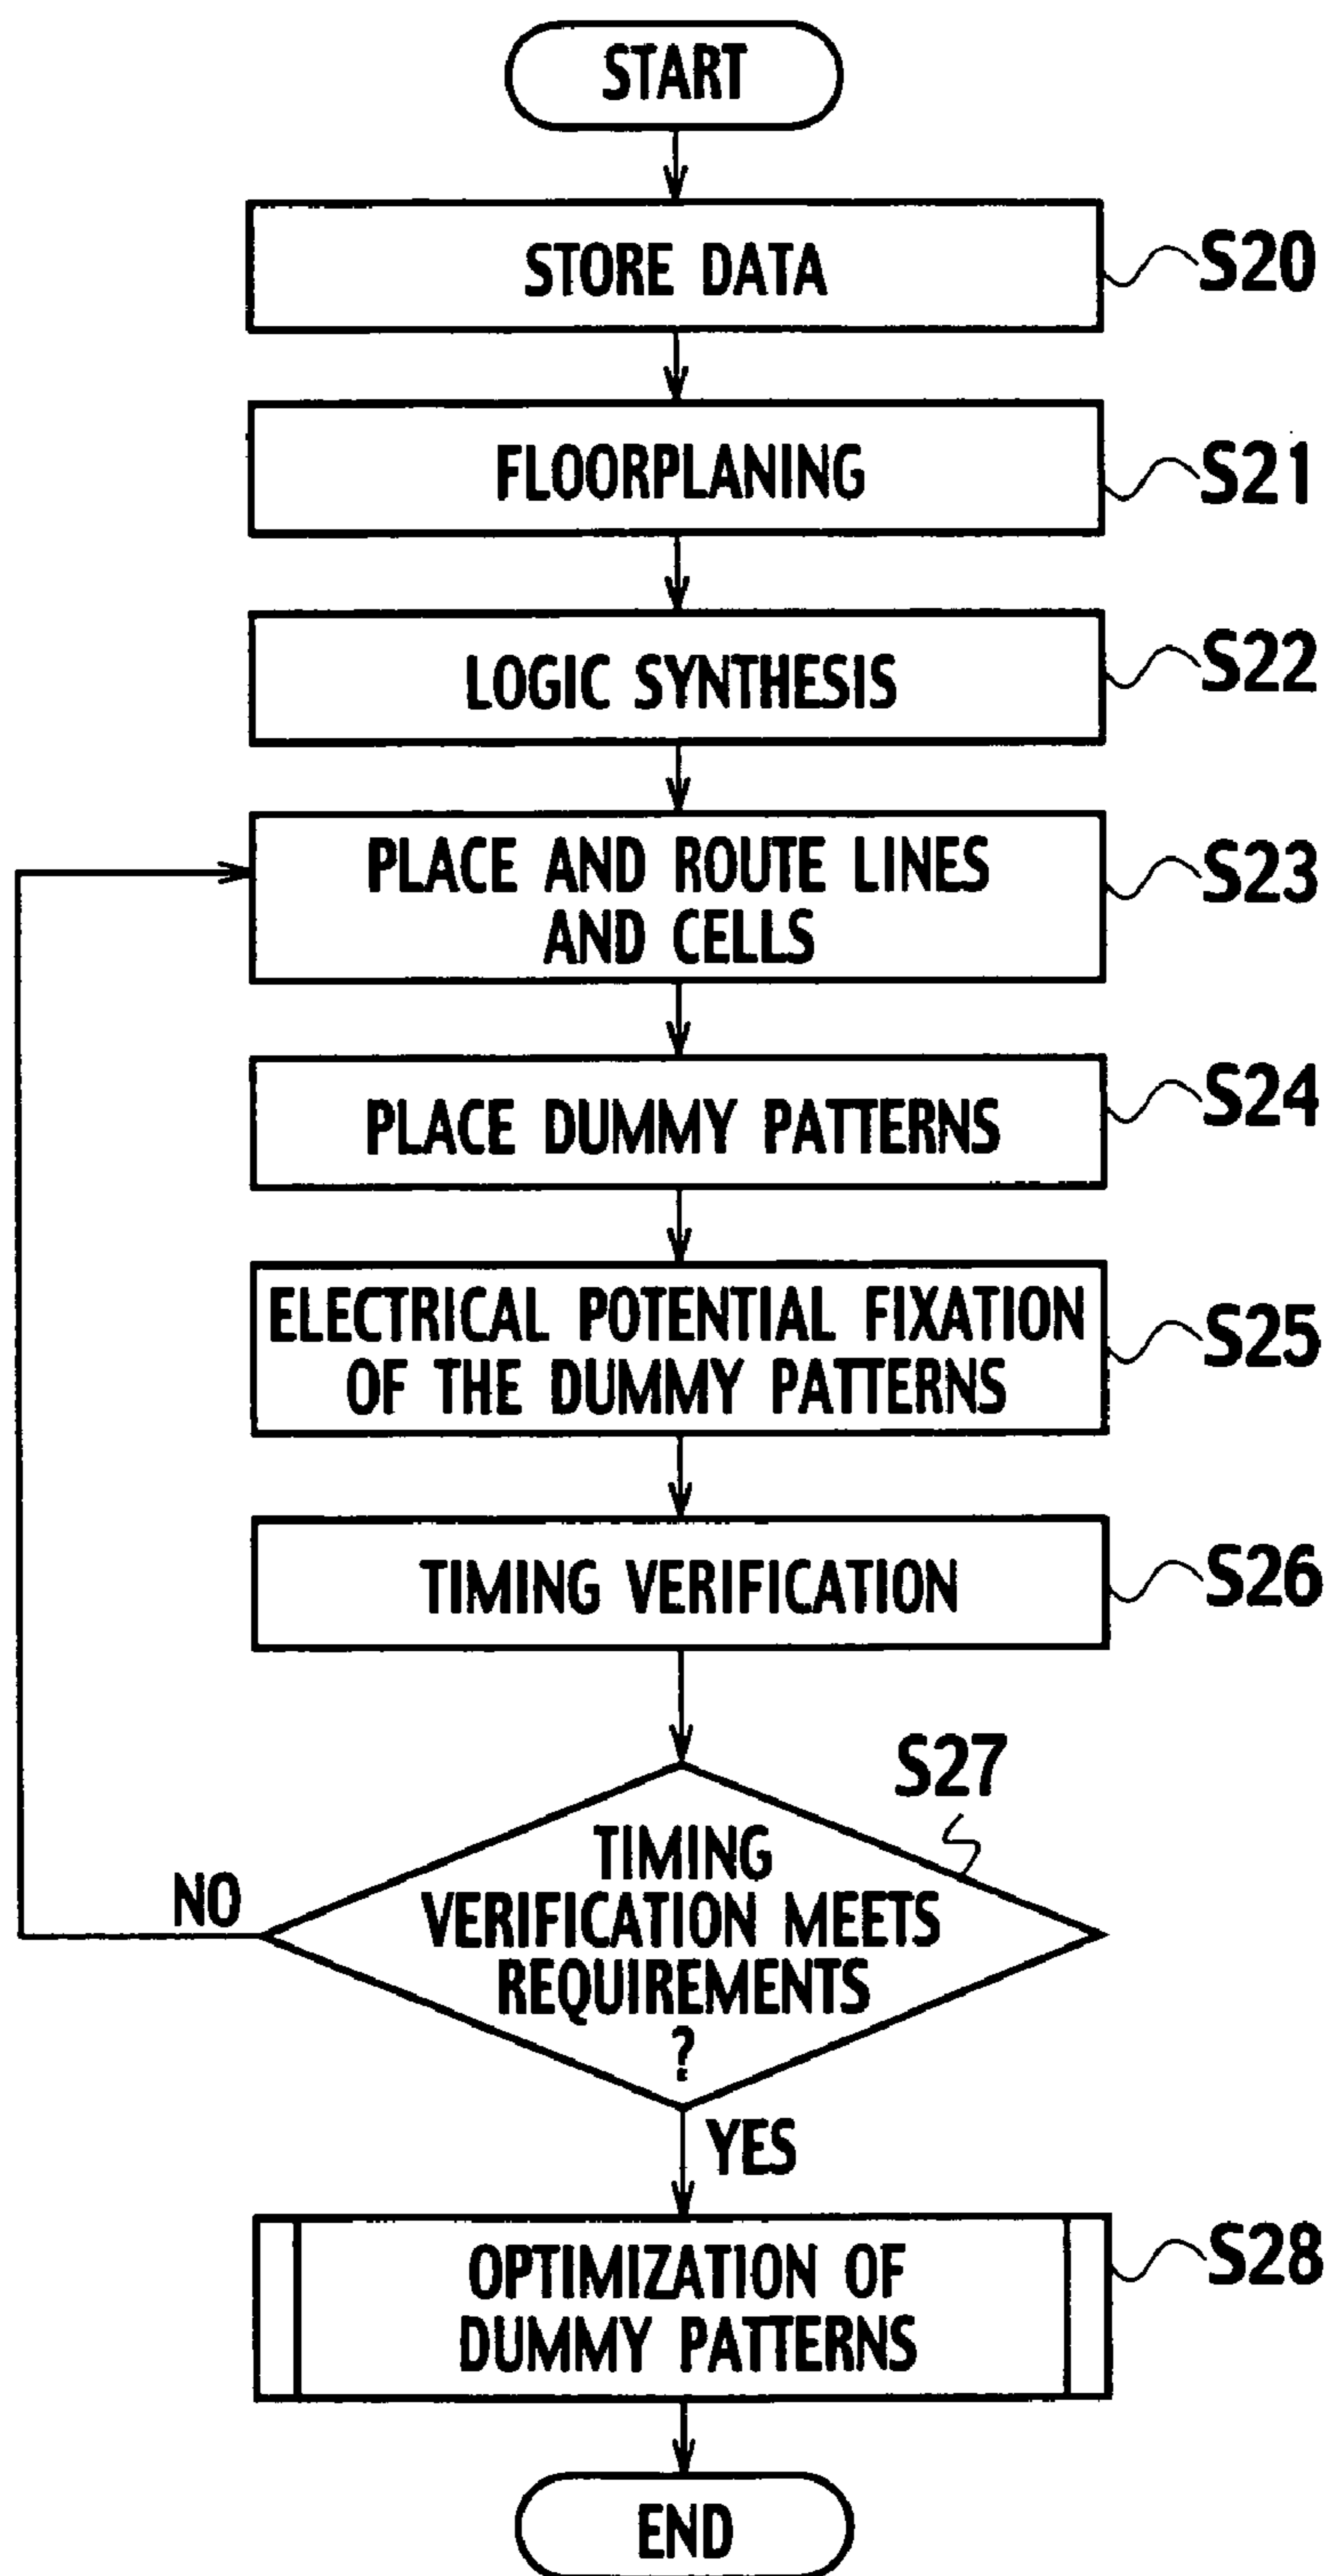 START
STORE DATA
S20
FLOORPLANING
S21
LOGIC SYNTHESIS
S22
PLACE AND ROUTE LINES
AND CELLS
S23
PLACE DUMMY PATTERNS
S24
ELECTRICAL POTENTIAL FIXATION
OF THE DUMMY PATTERNS
S25
TIMING VERIFICATION
S26
S27
TIMING
VERIFICATION MEETS
REQUIREMENTS
?
NO
YES
OPTIMIZATION OF
DUMMY PATTERNS
S28
END